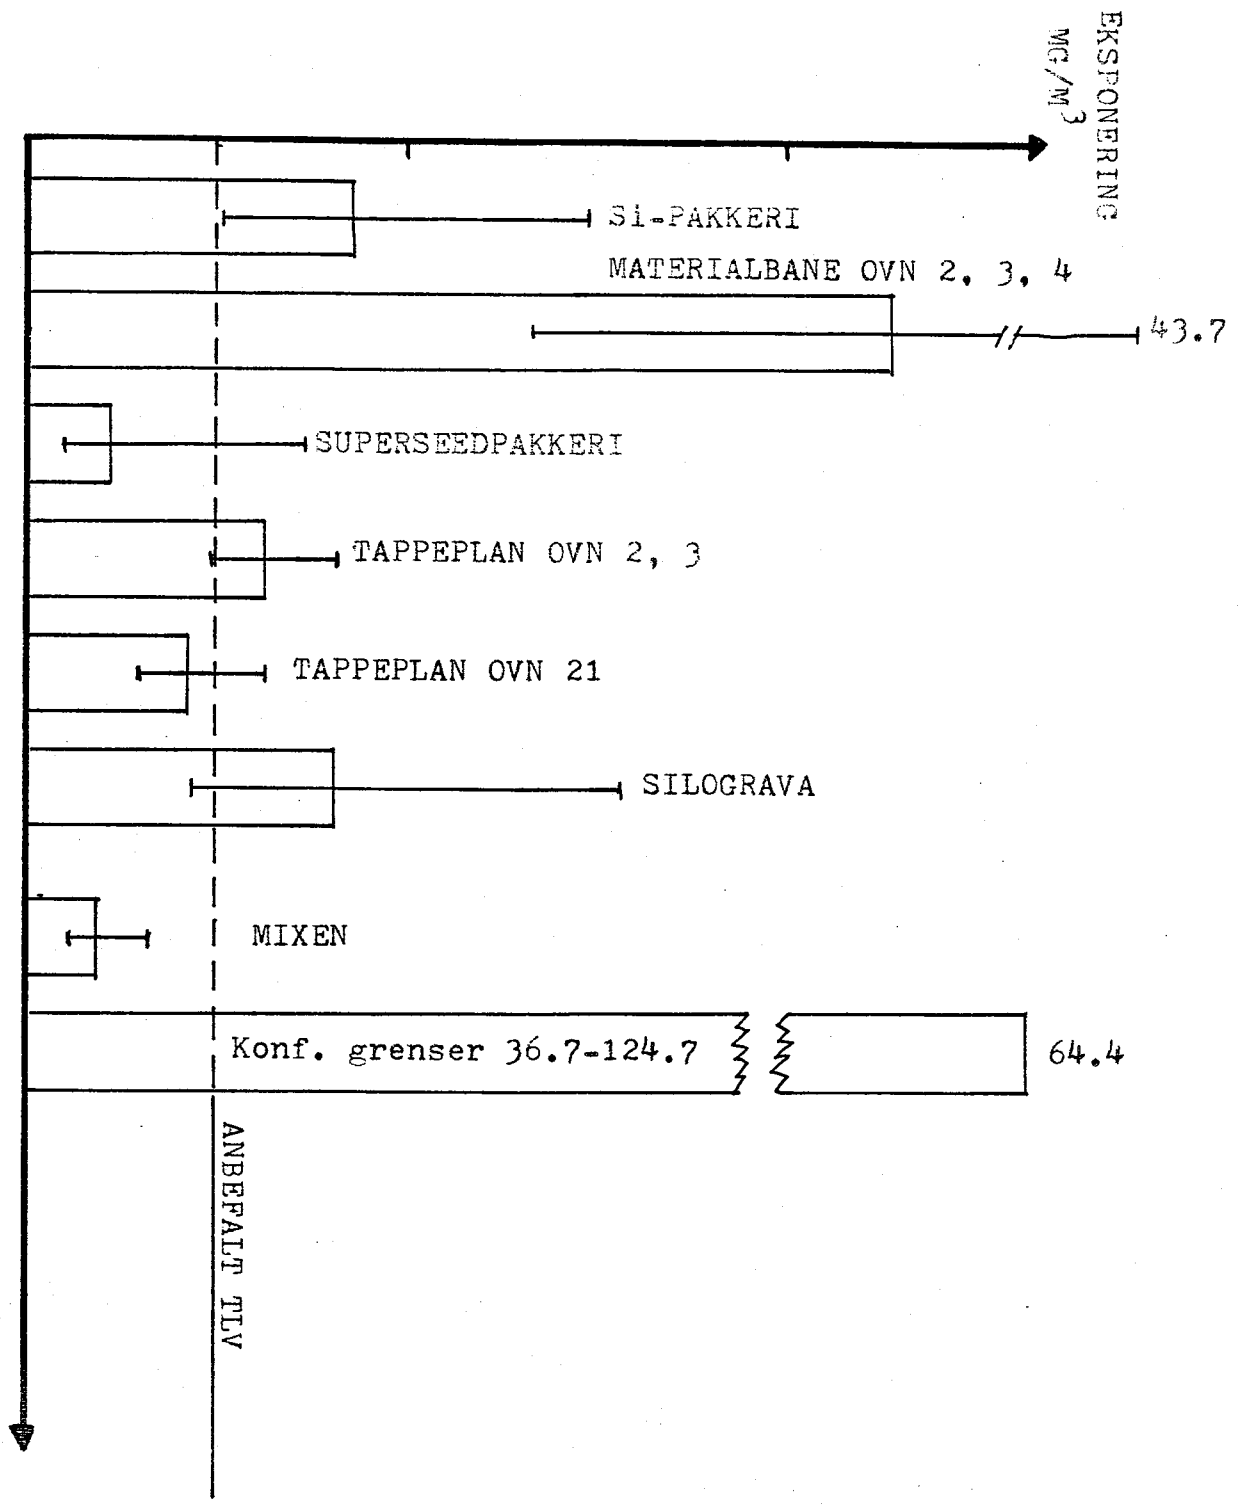 EKSPONERING
MG/M³
Si-PAKKERI
MATERIALBANE OVN 2, 3, 4
43.7
SUPERSEEDPAKKERI
TAPPEPLAN OVN 2, 3
TAPPEPLAN OVN 21
SILOGRAVA
MIXEN
Konf. grenser 36.7-124.7
64.4
ANBEFALT TLV